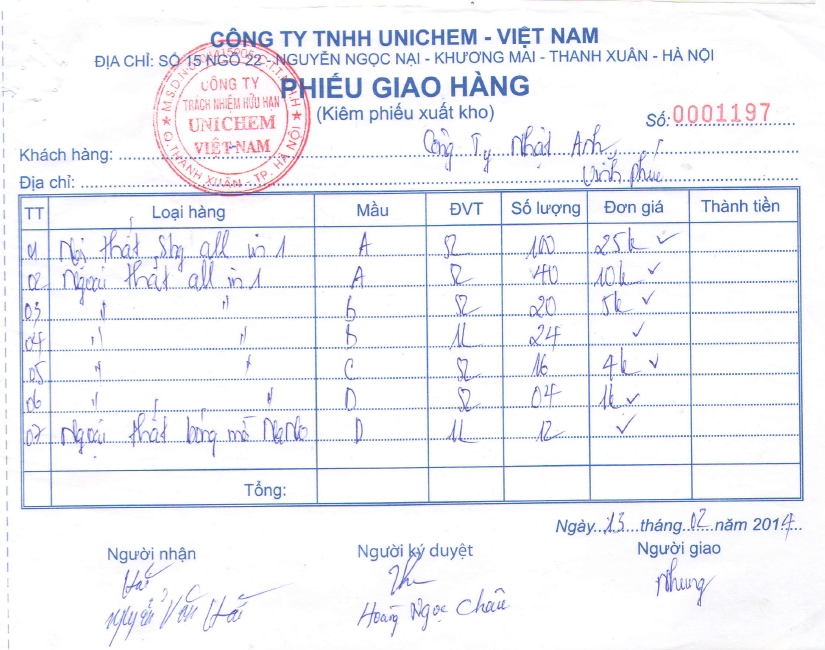 CÔNG TY TNHH UNICHEM - VIỆT NAM
ĐỊA CHỈ: SỐ 15 NGÕ 22 - NGUYỄN NGỌC NẠI - KHƯƠNG MAI - THANH XUÂN - HÀ NỘI
PHIẾU GIAO HÀNG
(Kiêm phiếu xuất kho)
Số: 0001197
CÔNG TY
TRÁCH NHIỆM HỮU HẠN
UNICHEM
VIỆT-NAM
Q. THANH XUÂN - TP. HÀ NỘI
Khách hàng: Công Ty Nhật Anh
Địa chỉ: Vĩnh phúc
TT Loại hàng Mầu ĐVT Số lượng Đơn giá Thành tiền
01 Nội thất 5kg all in 1 A 5L 100 25k ✓
02 Ngoại thất all in 1 A 5L 40 10k ✓
03 " " B 5L 20 5k ✓
04 " " B 1L 24 ✓
05 " " C 5L 16 4k ✓
06 " " D 5L 04 1k ✓
07 Ngoại thất bóng mờ NaNo D 1L 12 ✓
Tổng:
Ngày 13 tháng 02 năm 2014
Người nhận Người ký duyệt Người giao
Hải
Nguyễn Văn Hải Hoàng Ngọc Châu Nhung